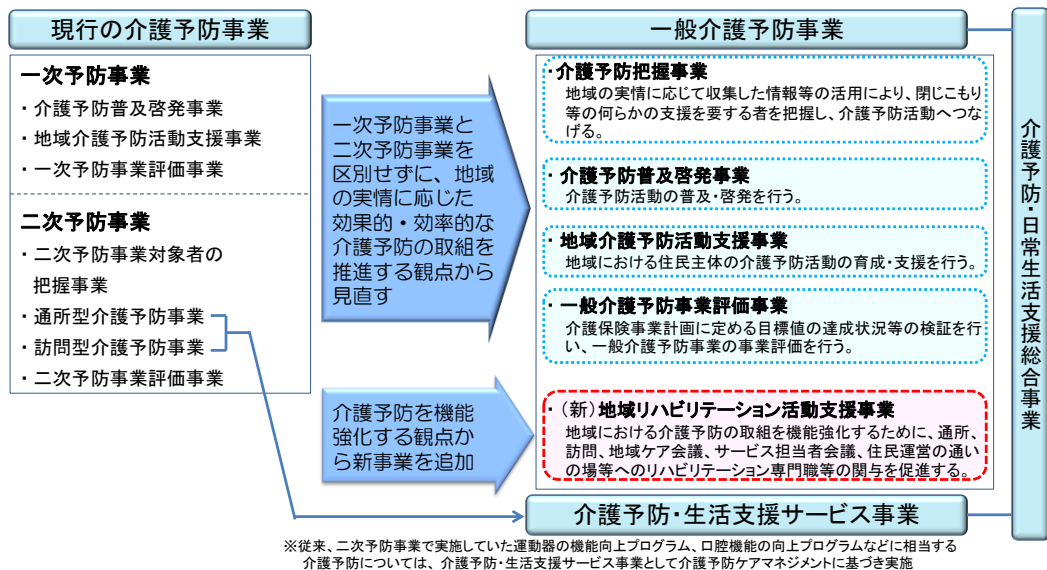 現行の介護予防事業
一次予防事業
・介護予防普及啓発事業
・地域介護予防活動支援事業
・一次予防事業評価事業
二次予防事業
・二次予防事業対象者の
把握事業
・通所型介護予防事業
・訪問型介護予防事業
・二次予防事業評価事業
一次予防事業と
二次予防事業を
区別せずに、地域
の実情に応じた
効果的・効率的な
介護予防の取組を
推進する観点から
見直す
介護予防を機能
強化する観点か
ら新事業を追加
一般介護予防事業
・介護予防把握事業
地域の実情に応じて収集した情報等の活用により、閉じこもり
等の何らかの支援を要する者を把握し、介護予防活動へつな
げる。
・介護予防普及啓発事業
介護予防活動の普及・啓発を行う。
・地域介護予防活動支援事業
地域における住民主体の介護予防活動の育成・支援を行う。
・一般介護予防事業評価事業
介護保険事業計画に定める目標値の達成状況等の検証を行
い、一般介護予防事業の事業評価を行う。
・（新）地域リハビリテーション活動支援事業
地域における介護予防の取組を機能強化するために、通所、
訪問、地域ケア会議、サービス担当者会議、住民運営の通い
の場等へのリハビリテーション専門職等の関与を促進する。
介護予防・生活支援サービス事業
介護予防・日常生活支援総合事業
※従来、二次予防事業で実施していた運動器の機能向上プログラム、口腔機能の向上プログラムなどに相当する
介護予防については、介護予防・生活支援サービス事業として介護予防ケアマネジメントに基づき実施